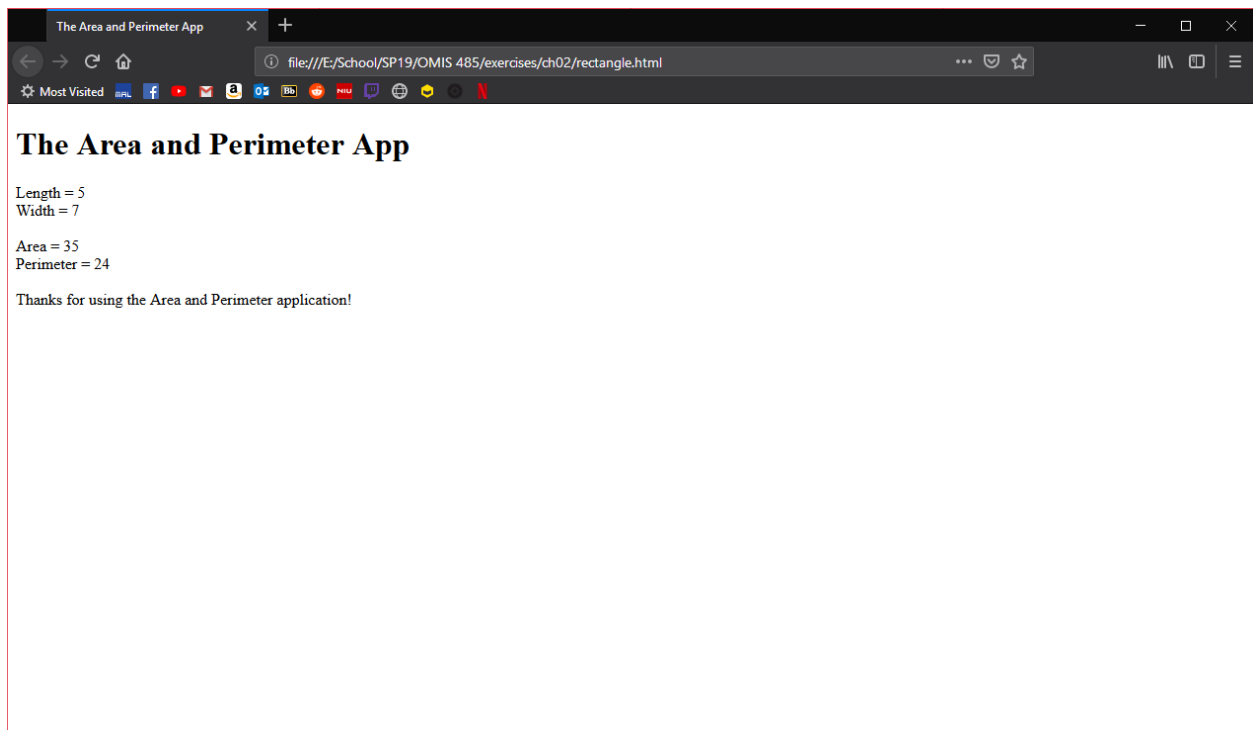 The Area and Perimeter App
file:///E:/School/SP19/OMIS 485/exercises/ch02/rectangle.html
Most Visited
The Area and Perimeter App
Length = 5
Width = 7
Area = 35
Perimeter = 24
Thanks for using the Area and Perimeter application!